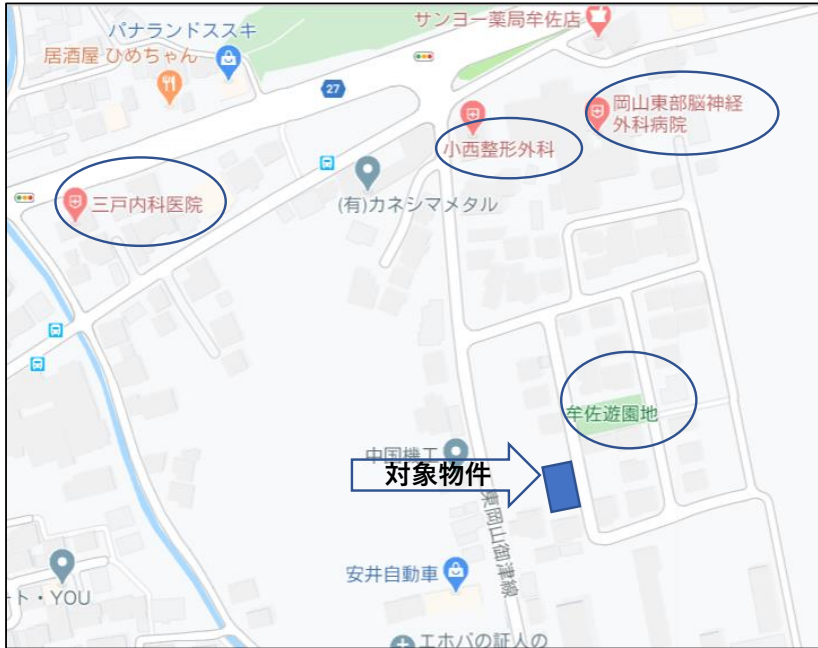 サンヨー薬局牟佐店
パナランドススキ
居酒屋 ひめちゃん
27
岡山東部脳神経
外科病院
小西整形外科
三戸内科医院
(有)カネシマメタル
牟佐遊園地
中国機工
対象物件
東岡山御津線
安井自動車
ート・YOU
エホバの証人の